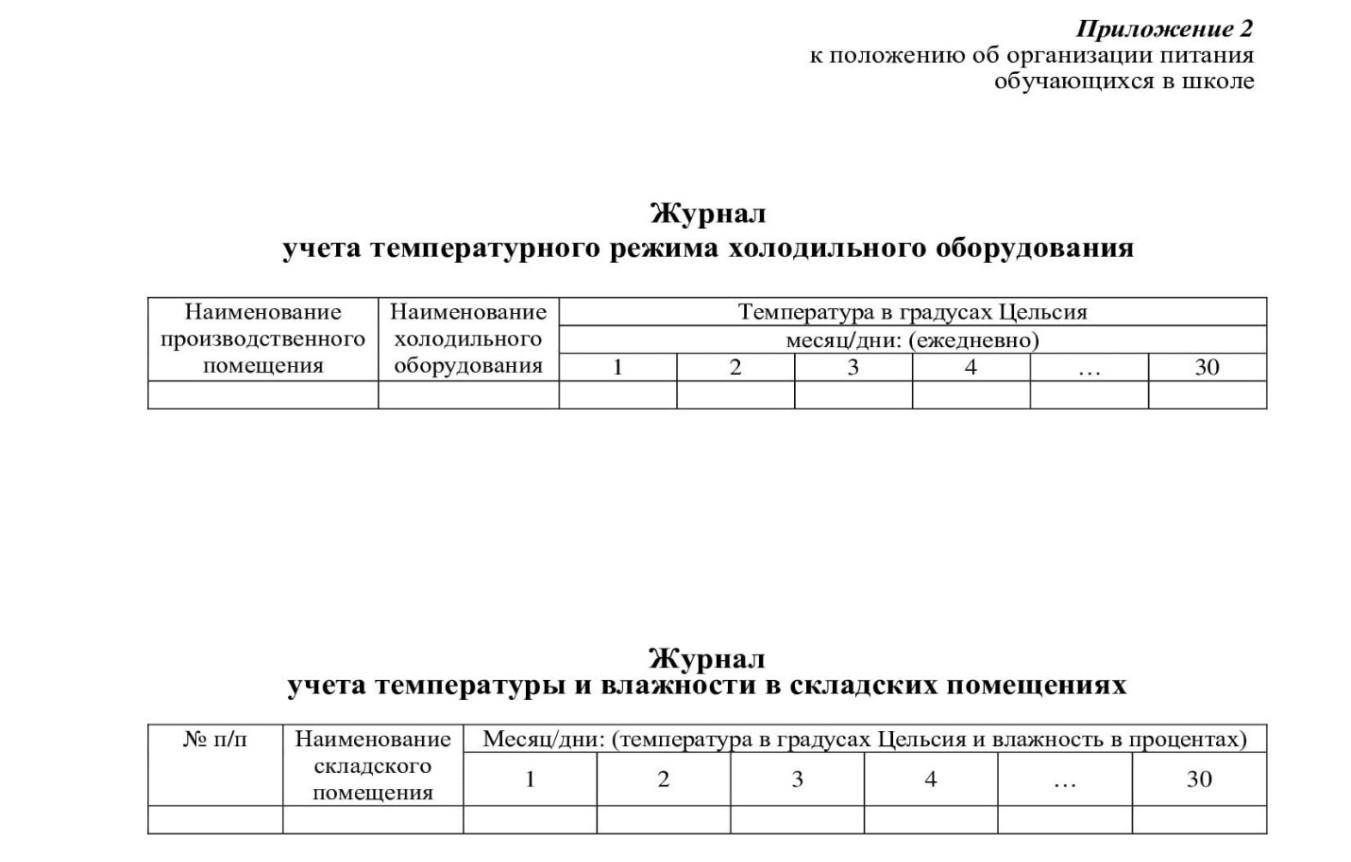 Приложение 2
к положению об организации питания
обучающихся в школе
Журнал
учета температурного режима холодильного оборудования
Наименование производственного помещения
Наименование холодильного оборудования
Температура в градусах Цельсия
месяц/дни: (ежедневно)
1 2 3 4 … 30
Журнал
учета температуры и влажности в складских помещениях
№ п/п
Наименование складского помещения
Месяц/дни: (температура в градусах Цельсия и влажность в процентах)
1 2 3 4 … 30